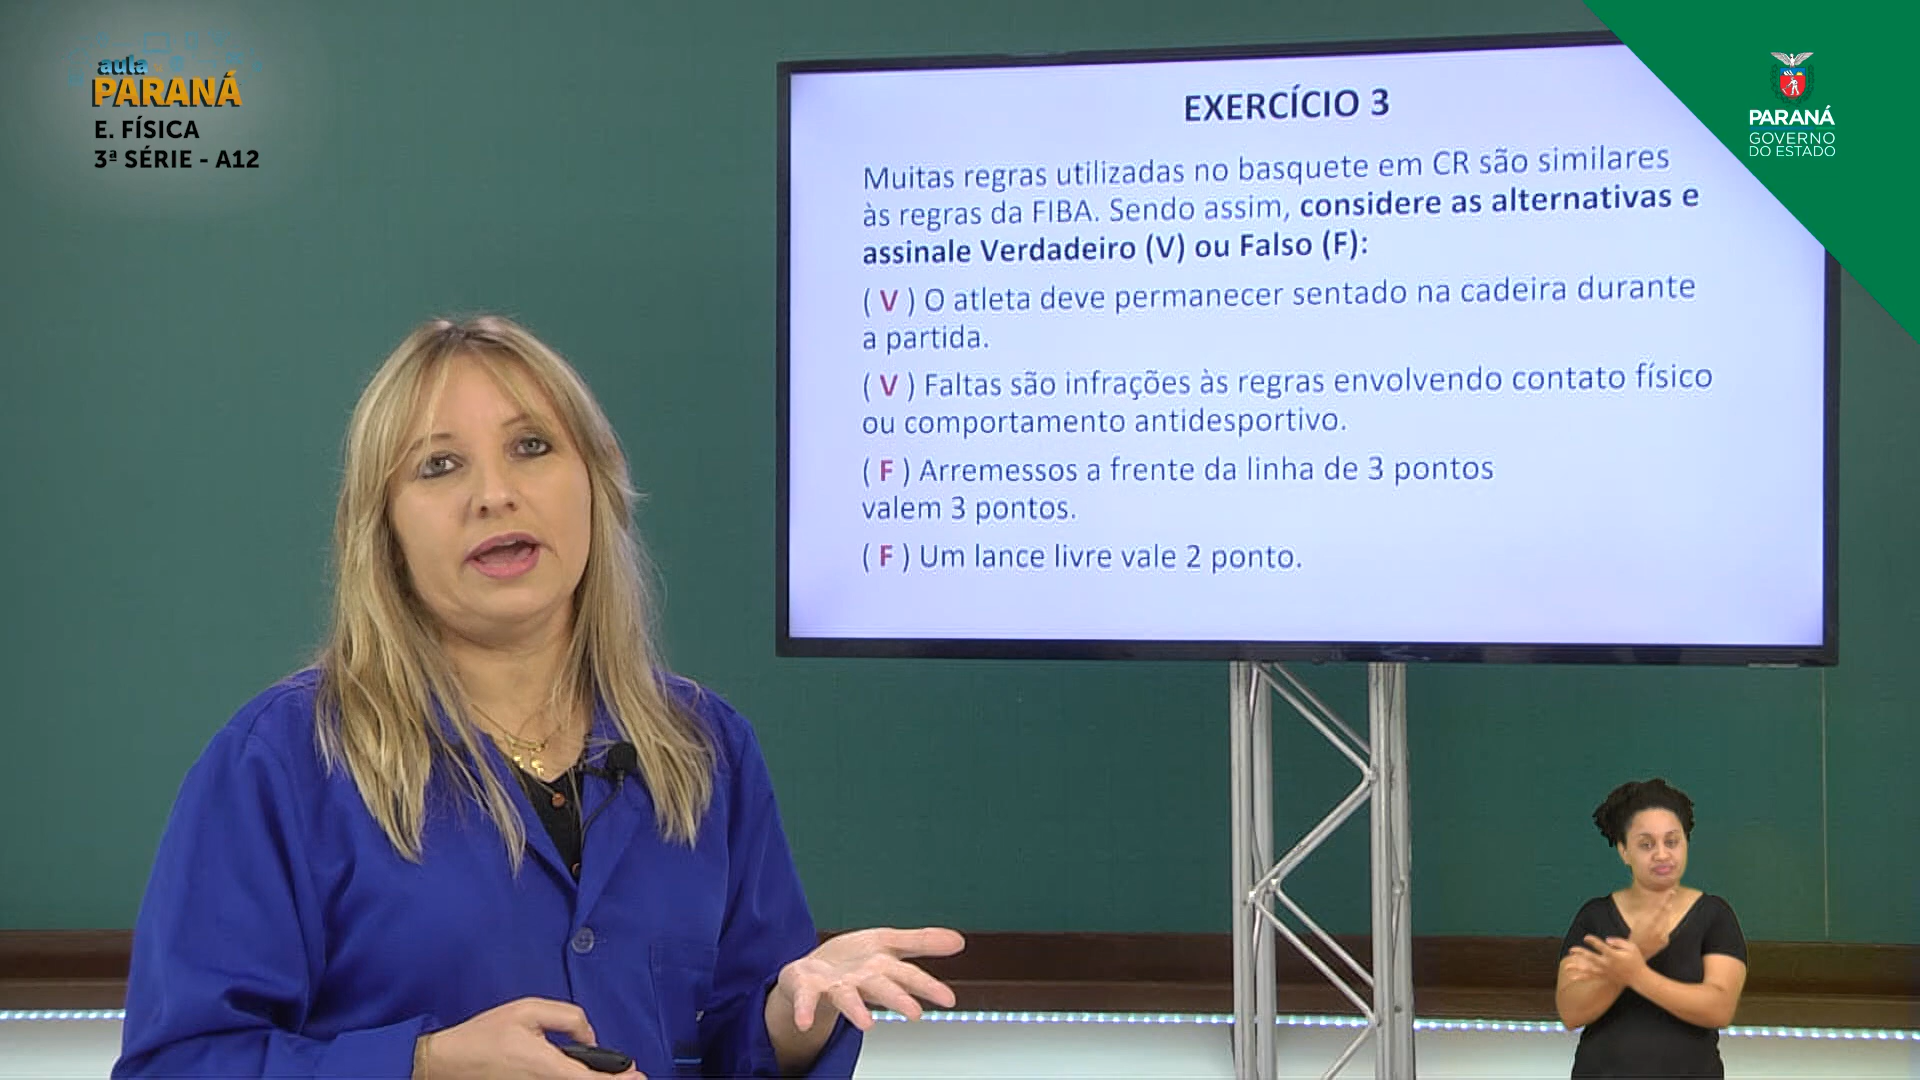 aula
PARANÁ
E. FÍSICA
3ª SÉRIE - A12
EXERCÍCIO 3
Muitas regras utilizadas no basquete em CR são similares
às regras da FIBA. Sendo assim, considere as alternativas e
assinale Verdadeiro (V) ou Falso (F):
( V ) O atleta deve permanecer sentado na cadeira durante
a partida.
( V ) Faltas são infrações às regras envolvendo contato físico
ou comportamento antidesportivo.
( F ) Arremessos a frente da linha de 3 pontos
valem 3 pontos.
( F ) Um lance livre vale 2 ponto.
PARANÁ
GOVERNO
DO ESTADO